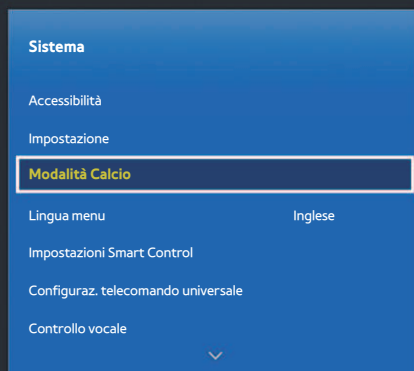 Sistema
Accessibilità
Impostazione
Modalità Calcio
Lingua menu Inglese
Impostazioni Smart Control
Configuraz. telecomando universale
Controllo vocale